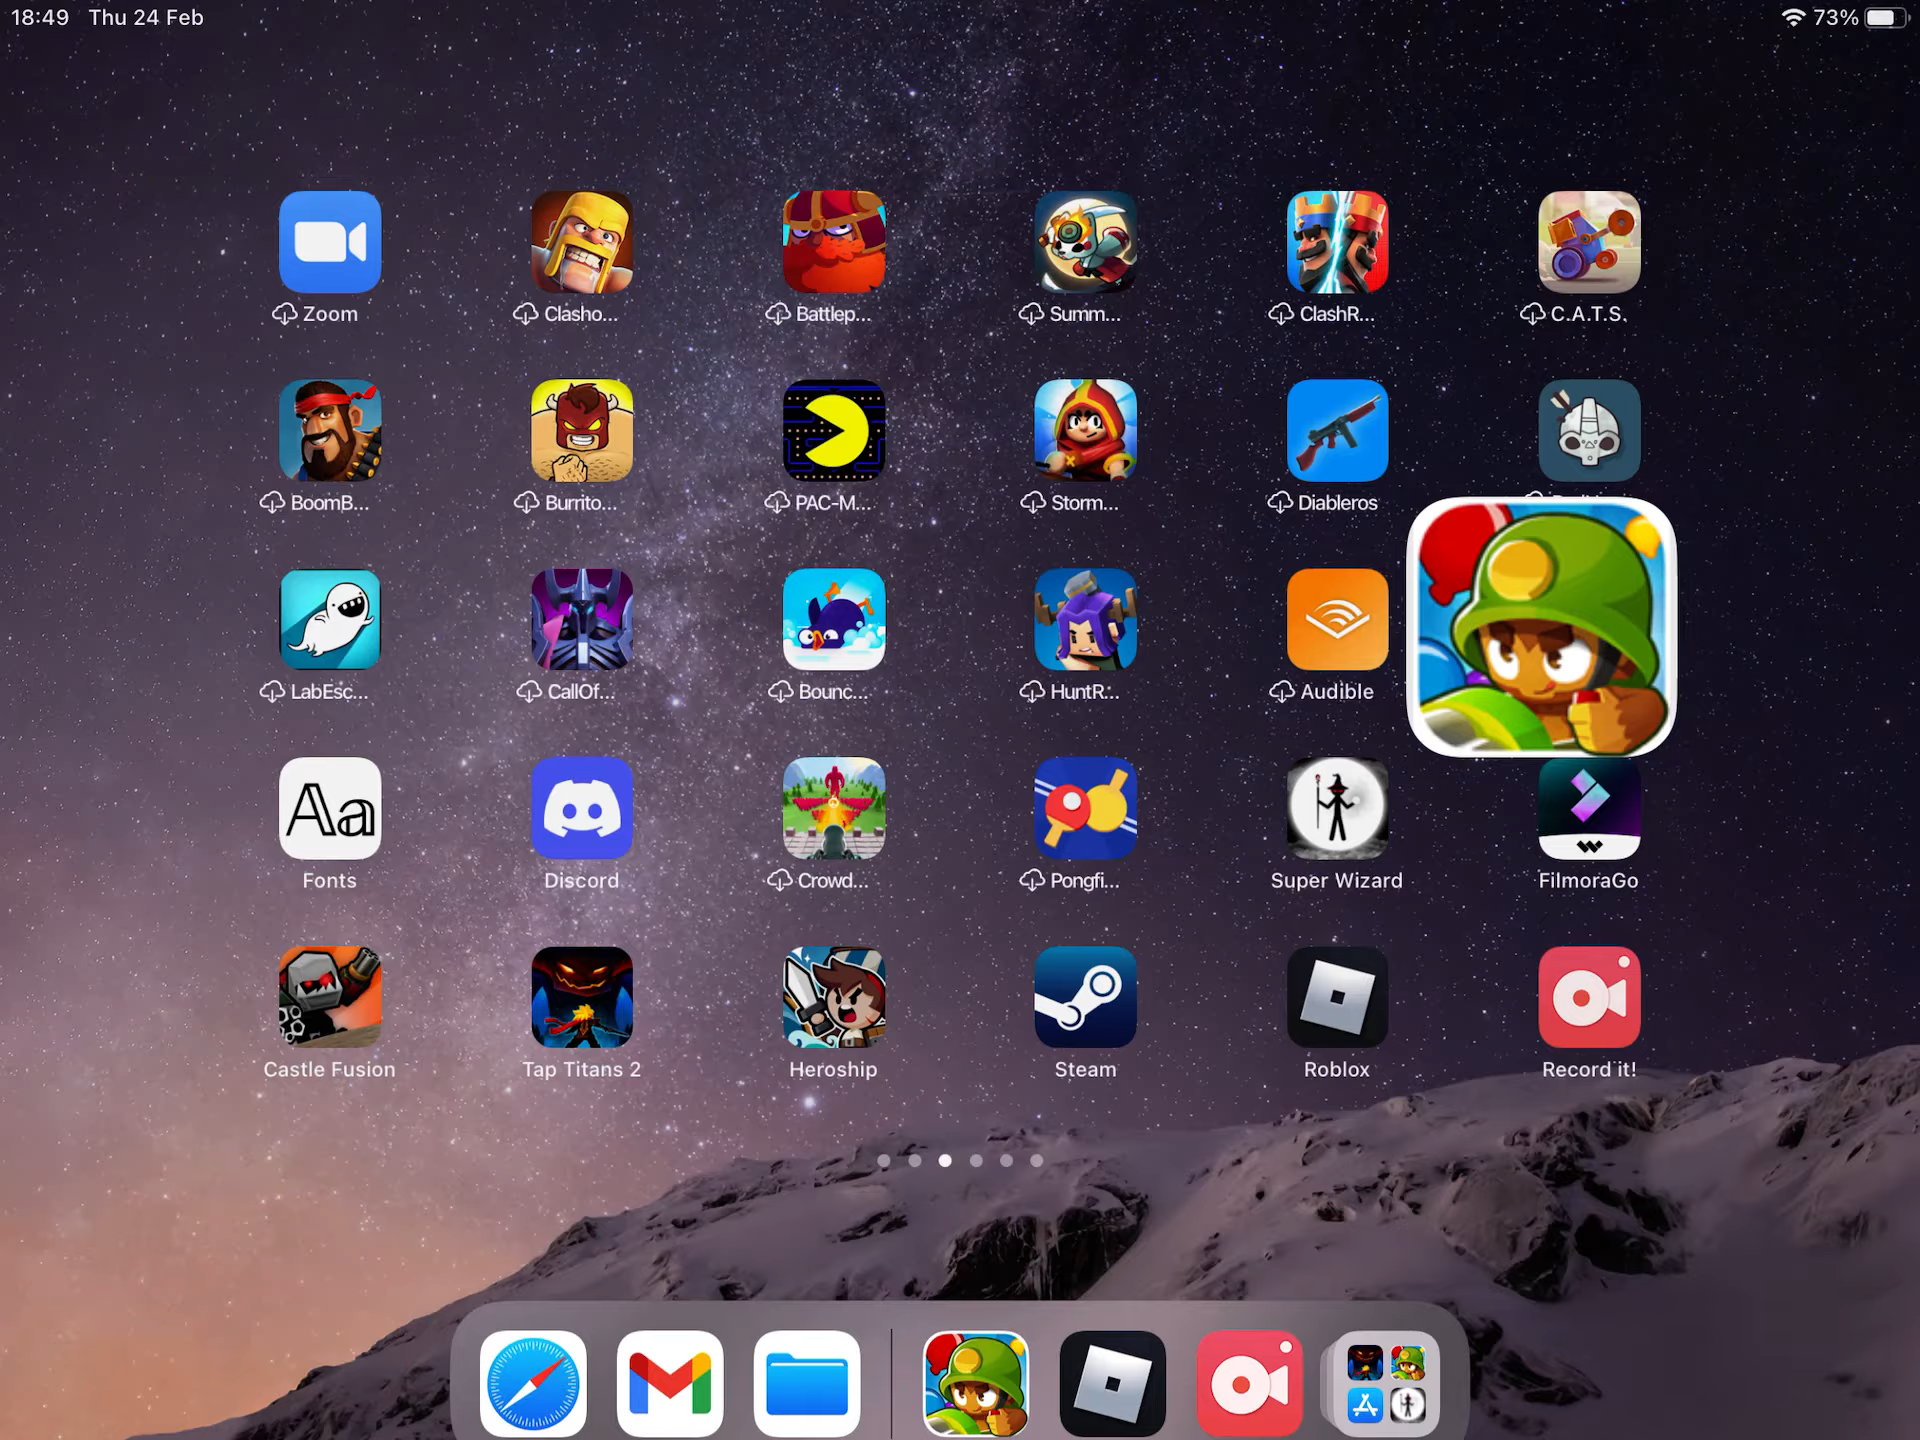 18:49 Thu 24 Feb 73%
Zoom Clasho... Battlep... Summ... ClashR... C.A.T.S.
BoomB... Burrito... PAC-M... Storm... Diableros
LabEsc... CallOf... Bounc... HuntR... Audible
Aa
Fonts Discord Crowd... Pongfi... Super Wizard FilmoraGo
Castle Fusion Tap Titans 2 Heroship Steam Roblox Record it!